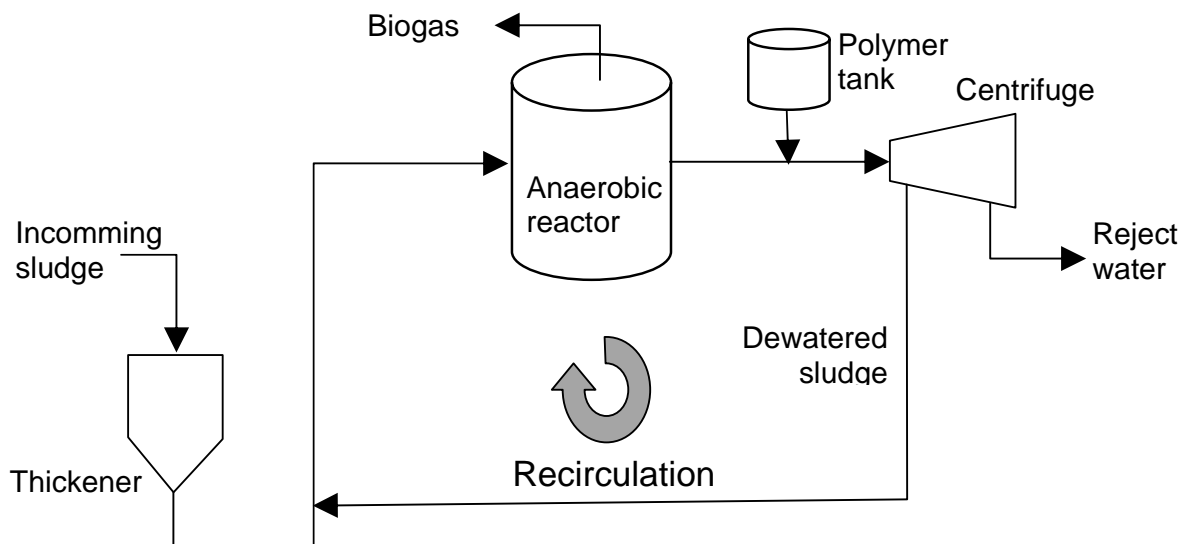 Biogas
Polymer
tank
Centrifuge
Anaerobic
reactor
Incomming
sludge
Reject
water
Dewatered
sludge
Thickener
Recirculation